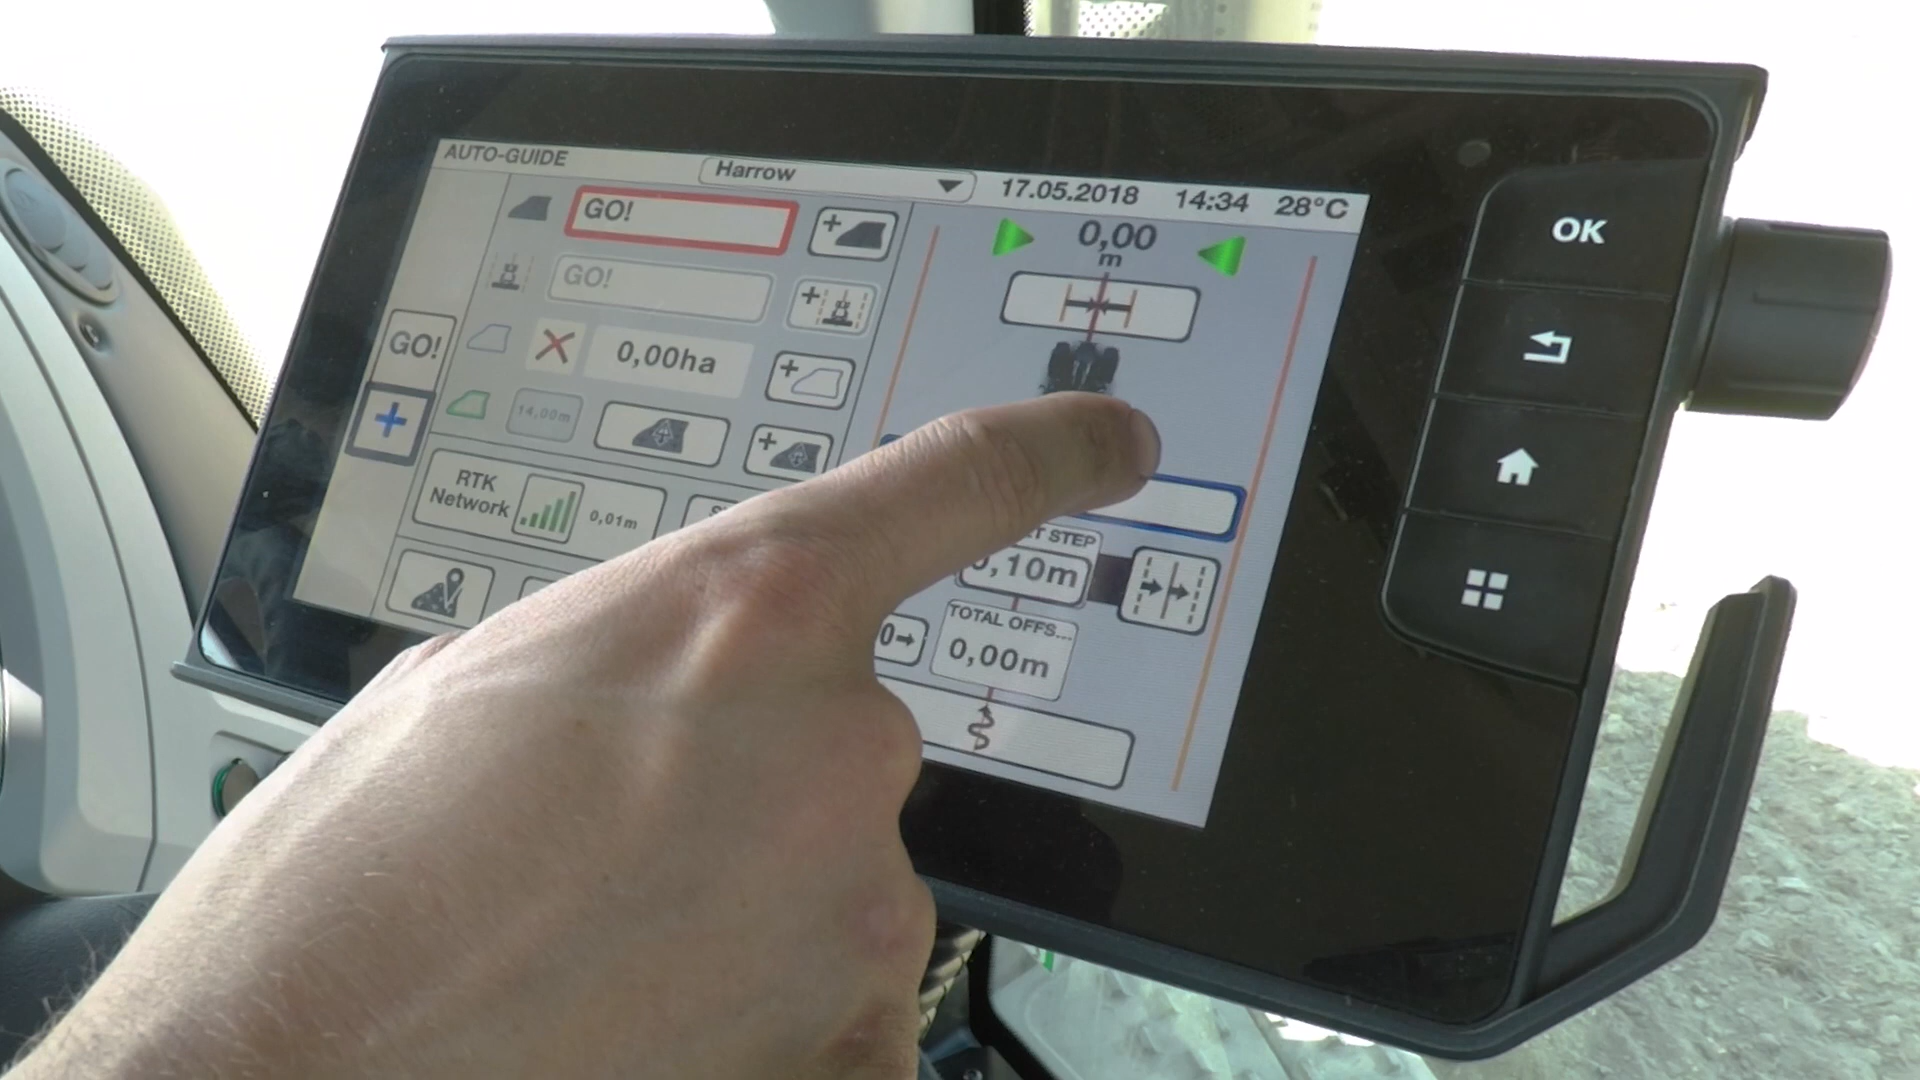 AUTO-GUIDE
Harrow
17.05.2018
14:34
28°C
GO!
GO!
GO!
0,00ha
14,00m
RTK
Network
0,01m
0,00
m
STEP
0,10m
TOTAL OFFS...
0,00m
OK